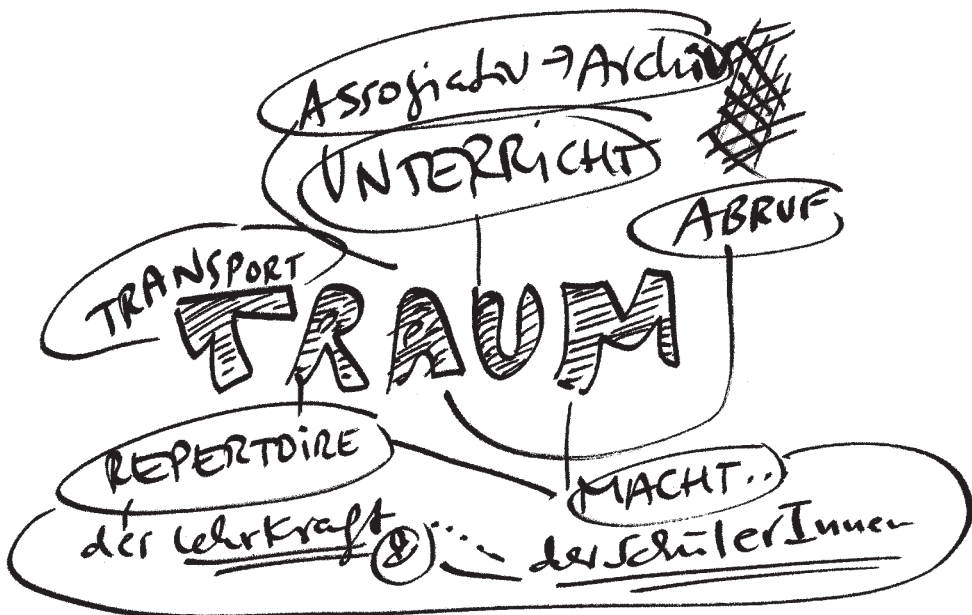 Assoziativ → Archiv
UNTERRICHT
ABRUF
TRANSPORT
TRAUM
REPERTOIRE
MACHT..
der Lehrkraft & ... der SchülerInnen